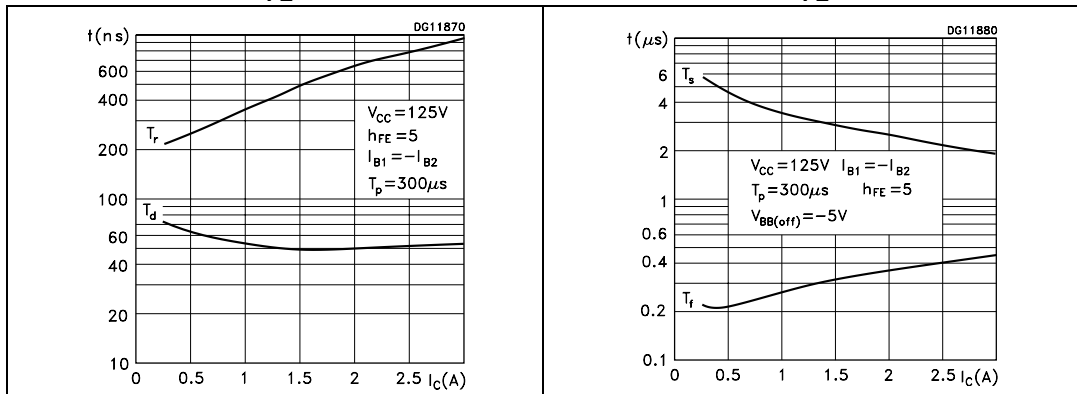 DG11870
t(ns)
600
400
200
100
60
40
20
10
T_r
T_d
V_CC=125V
h_FE=5
I_B1=-I_B2
T_p=300μs
0 0.5 1 1.5 2 2.5 I_C(A)
DG11880
t(μs)
6
4
2
1
0.6
0.4
0.2
0.1
T_s
T_f
V_CC=125V I_B1=-I_B2
T_p=300μs h_FE=5
V_BB(off)=-5V
0 0.5 1 1.5 2 2.5 I_C(A)